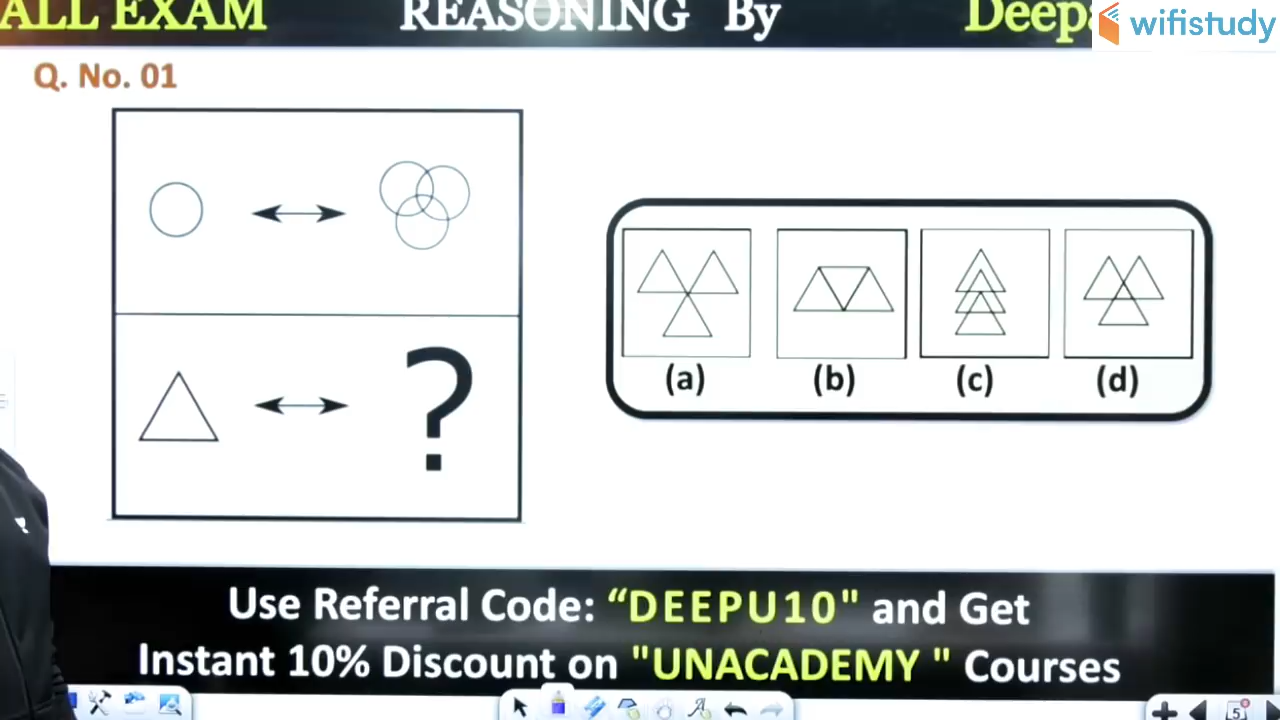 ALL EXAM REASONING By
wifistudy
Q. No. 01
?
(a) (b) (c) (d)
Use Referral Code: “DEEPU10" and Get
Instant 10% Discount on "UNACADEMY " Courses
5